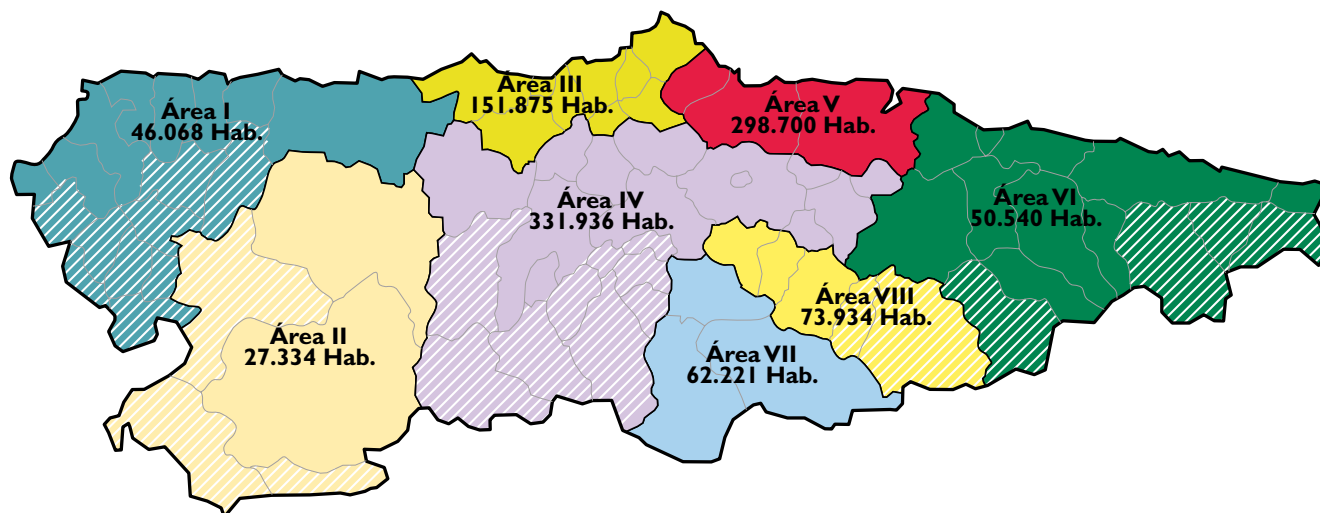 Área I
46.068 Hab.
Área II
27.334 Hab.
Área III
151.875 Hab.
Área IV
331.936 Hab.
Área V
298.700 Hab.
Área VI
50.540 Hab.
Área VII
62.221 Hab.
Área VIII
73.934 Hab.